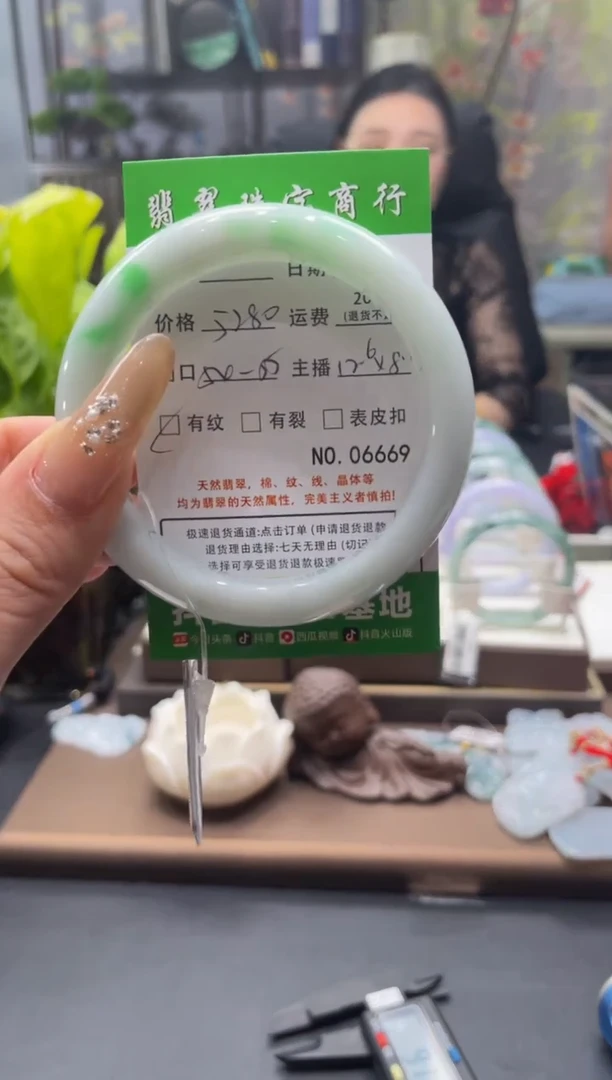 翡翠珠宝商行
日期
价格 5280 运费 20
(退货不
口 50-55 主播 12-6x8
有纹 有裂 表皮扣
NO.06669
天然翡翠,棉、纹、线、晶体等
均为翡翠的天然属性,完美主义者慎拍!
极速退货通道:点击订单(申请退货退款
退货理由选择:七天无理由(切记
选择可享受退货退款极速
基地
今日头条 抖音 西瓜视频 抖音火山版